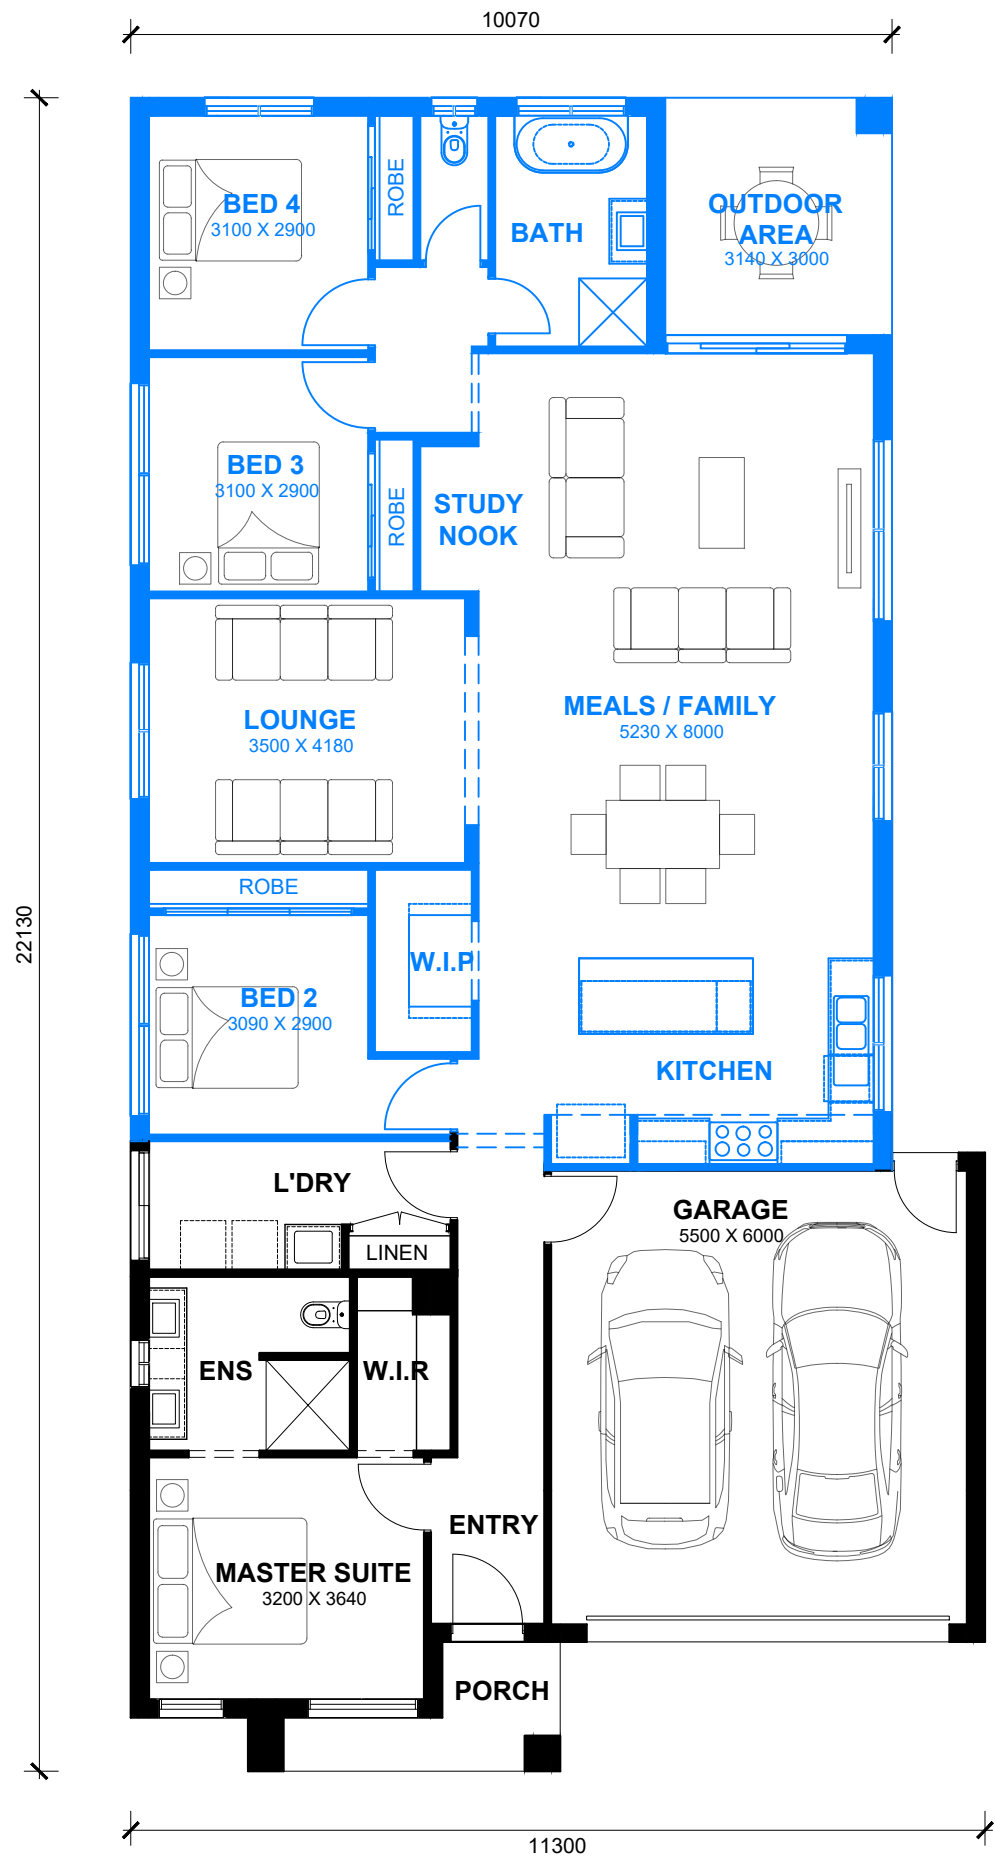 10070
BED 4
3100 X 2900
ROBE
BATH
OUTDOOR
AREA
3140 X 3000
BED 3
3100 X 2900
ROBE
STUDY
NOOK
LOUNGE
3500 X 4180
MEALS / FAMILY
5230 X 8000
ROBE
22130
W.I.P
BED 2
3090 X 2900
KITCHEN
L'DRY
LINEN
GARAGE
5500 X 6000
ENS
W.I.R
ENTRY
MASTER SUITE
3200 X 3640
PORCH
11300